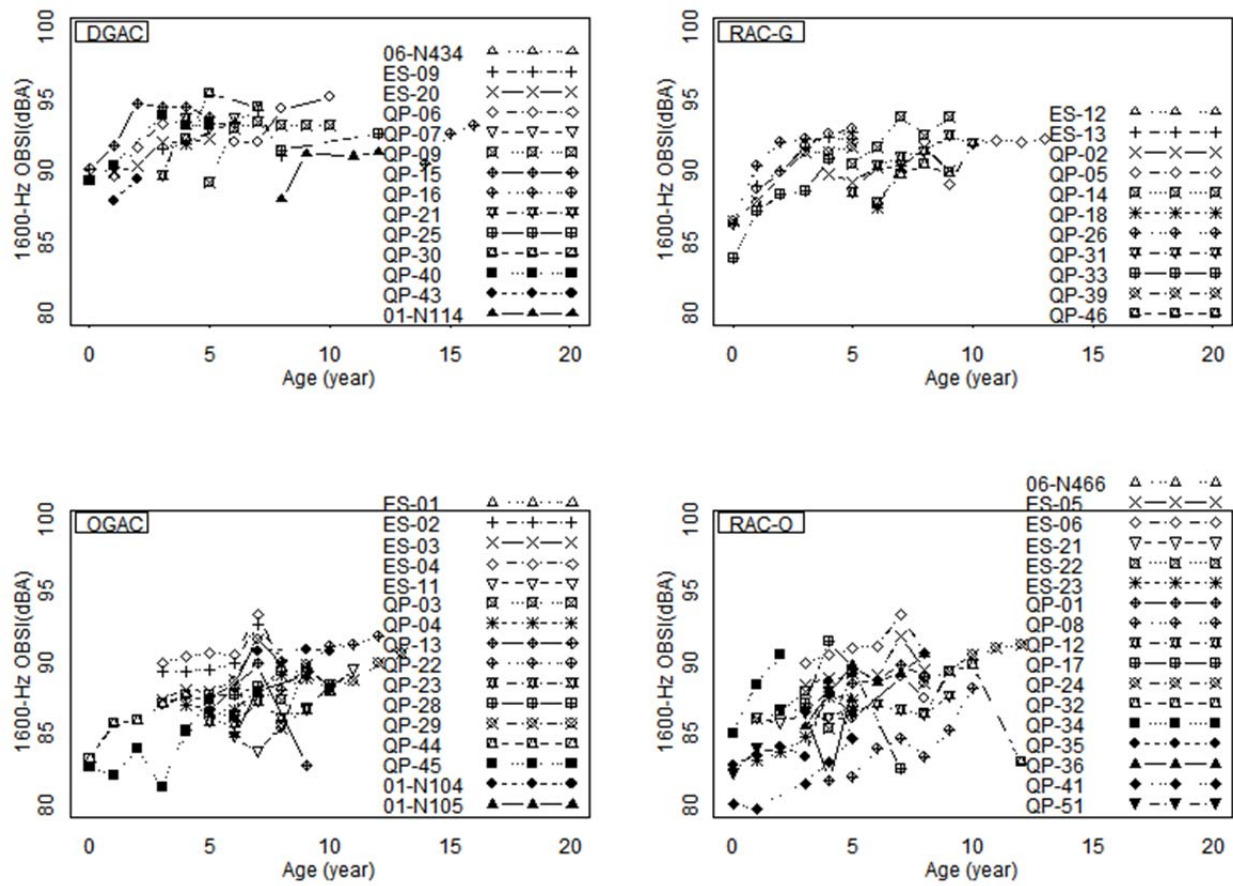 DGAC
1600-Hz OBSI(dBA)
100
95
90
85
80
06-N434
ES-09
ES-20
QP-06
QP-07
QP-09
QP-15
QP-16
QP-21
QP-25
QP-30
QP-40
QP-43
01-N114
0 5 10 15 20
Age (year)
RAC-G
1600-Hz OBSI(dBA)
100
95
90
85
80
ES-12
ES-13
QP-02
QP-05
QP-14
QP-18
QP-26
QP-31
QP-33
QP-39
QP-46
0 5 10 15 20
Age (year)
OGAC
1600-Hz OBSI(dBA)
100
95
90
85
80
ES-01
ES-02
ES-03
ES-04
ES-11
QP-03
QP-04
QP-13
QP-22
QP-23
QP-28
QP-29
QP-44
QP-45
01-N104
01-N105
0 5 10 15 20
Age (year)
RAC-O
1600-Hz OBSI(dBA)
100
95
90
85
80
06-N466
ES-05
ES-06
ES-21
ES-22
ES-23
QP-01
QP-08
QP-12
QP-17
QP-24
QP-32
QP-34
QP-35
QP-36
QP-41
QP-51
0 5 10 15 20
Age (year)